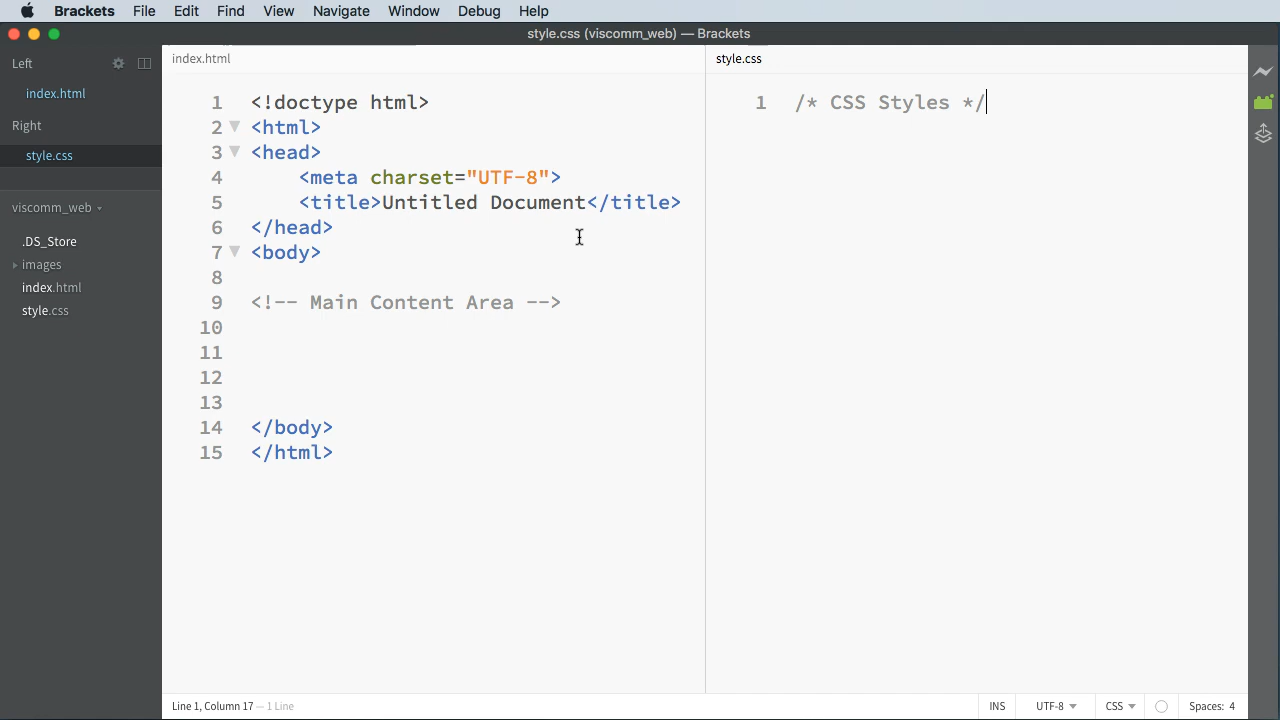 Brackets File Edit Find View Navigate Window Debug Help
style.css (viscomm_web) — Brackets
Left
index.html
Right
style.css
viscomm_web
.DS_Store
images
index.html
style.css
index.html
1 <!doctype html>
2 <html>
3 <head>
4 <meta charset="UTF-8">
5 <title>Untitled Document</title>
6 </head>
7 <body>
8
9 <!-- Main Content Area -->
10
11
12
13
14 </body>
15 </html>
style.css
1 /* CSS Styles */
Line 1, Column 17 — 1 Line
INS UTF-8 CSS Spaces: 4